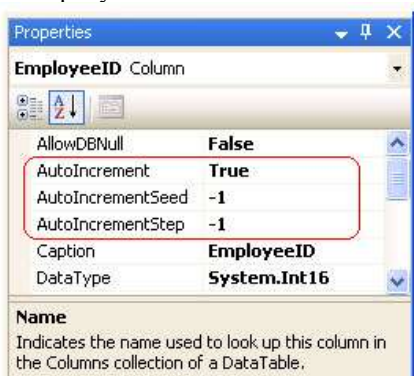 Properties
EmployeeID Column
AllowDBNull False
AutoIncrement True
AutoIncrementSeed -1
AutoIncrementStep -1
Caption EmployeeID
DataType System.Int16
Name
Indicates the name used to look up this column in
the Columns collection of a DataTable.